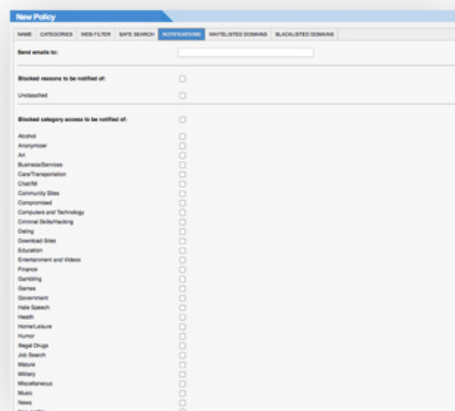 New Policy
NAME CATEGORIES WEB FILTER SAFE SEARCH NOTIFICATIONS WHITELISTED DOMAINS BLACKLISTED DOMAINS
Send emails to:
Blocked reasons to be notified of:
Unclassified
Blocked category access to be notified of:
Alcohol
Anonymizer
Art
Business/Services
Cars/Transportation
Chat/IM
Community Sites
Compromised
Computers and Technology
Criminal Skills/Hacking
Dating
Download Sites
Education
Entertainment and Videos
Finance
Gambling
Games
Government
Hate Speech
Health
Home/Leisure
Humor
Illegal Drugs
Job Search
Mature
Military
Miscellaneous
Music
News